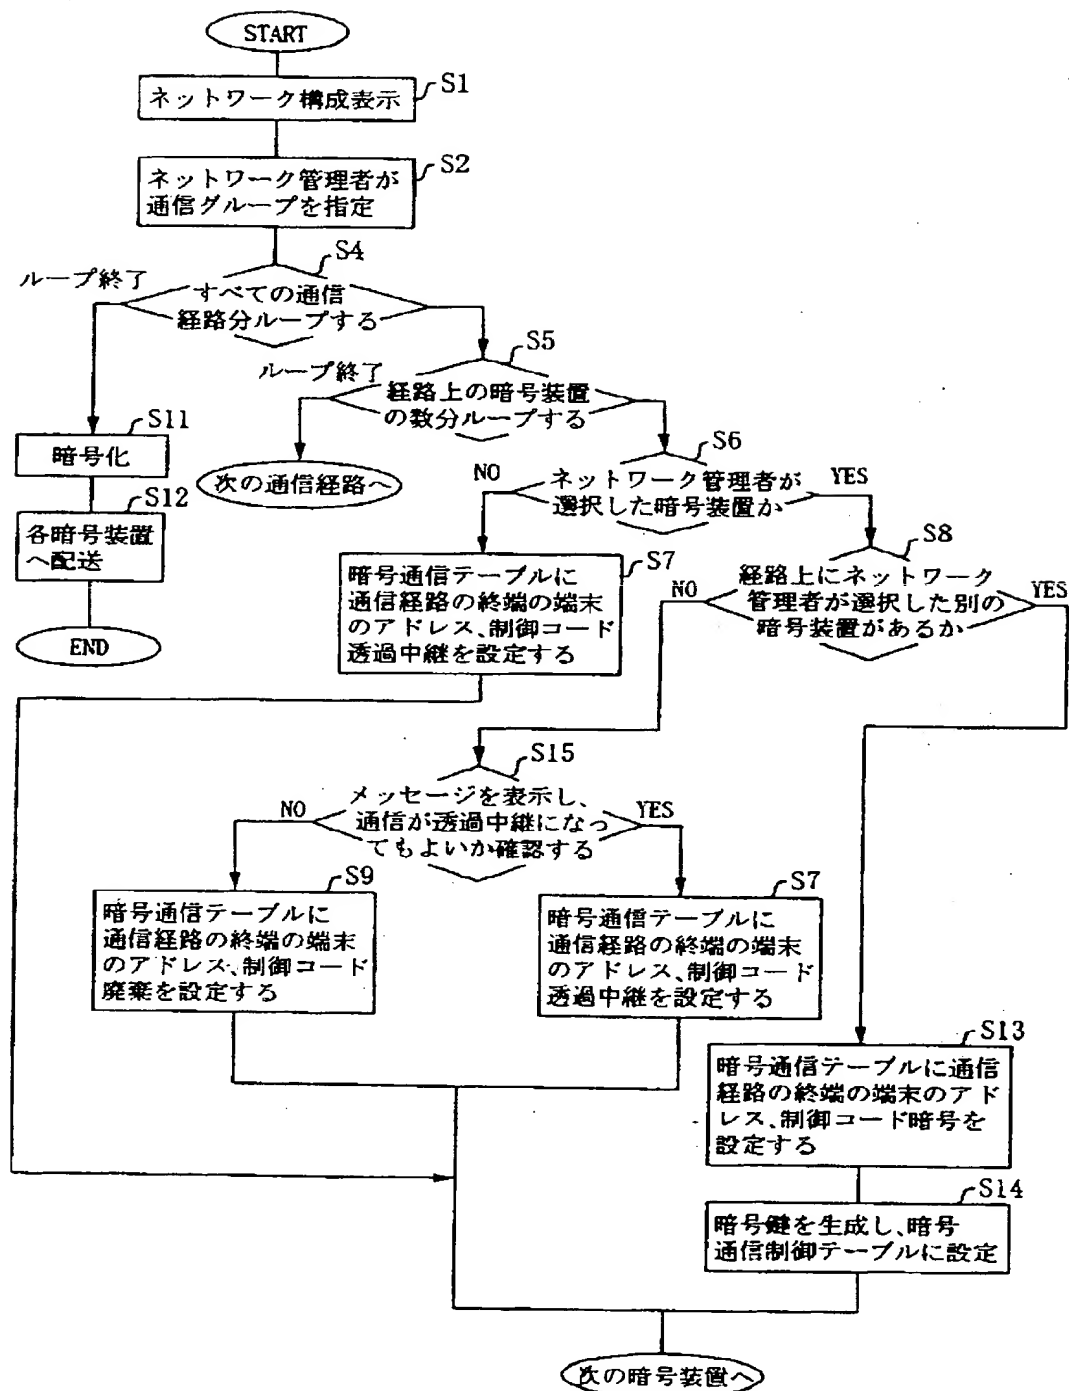 START
S1
ネットワーク構成表示
S2
ネットワーク管理者が
通信グループを指定
S4
ループ終了
すべての通信
経路分ループする
S5
ループ終了
経路上の暗号装置
の数分ループする
S11
暗号化
次の通信経路へ
S12
各暗号装置
へ配送
END
S6
NO
ネットワーク管理者が
選択した暗号装置か
YES
S7
暗号通信テーブルに
通信経路の終端の端末
のアドレス、制御コード
透過中継を設定する
S8
NO
経路上にネットワーク
管理者が選択した別の
暗号装置があるか
YES
S15
NO
メッセージを表示し、
通信が透過中継になっ
てもよいか確認する
YES
S9
暗号通信テーブルに
通信経路の終端の端末
のアドレス、制御コード
廃棄を設定する
S7
暗号通信テーブルに
通信経路の終端の端末
のアドレス、制御コード
透過中継を設定する
S13
暗号通信テーブルに通信
経路の終端の端末のアド
レス、制御コード暗号を
設定する
S14
暗号鍵を生成し、暗号
通信制御テーブルに設定
次の暗号装置へ